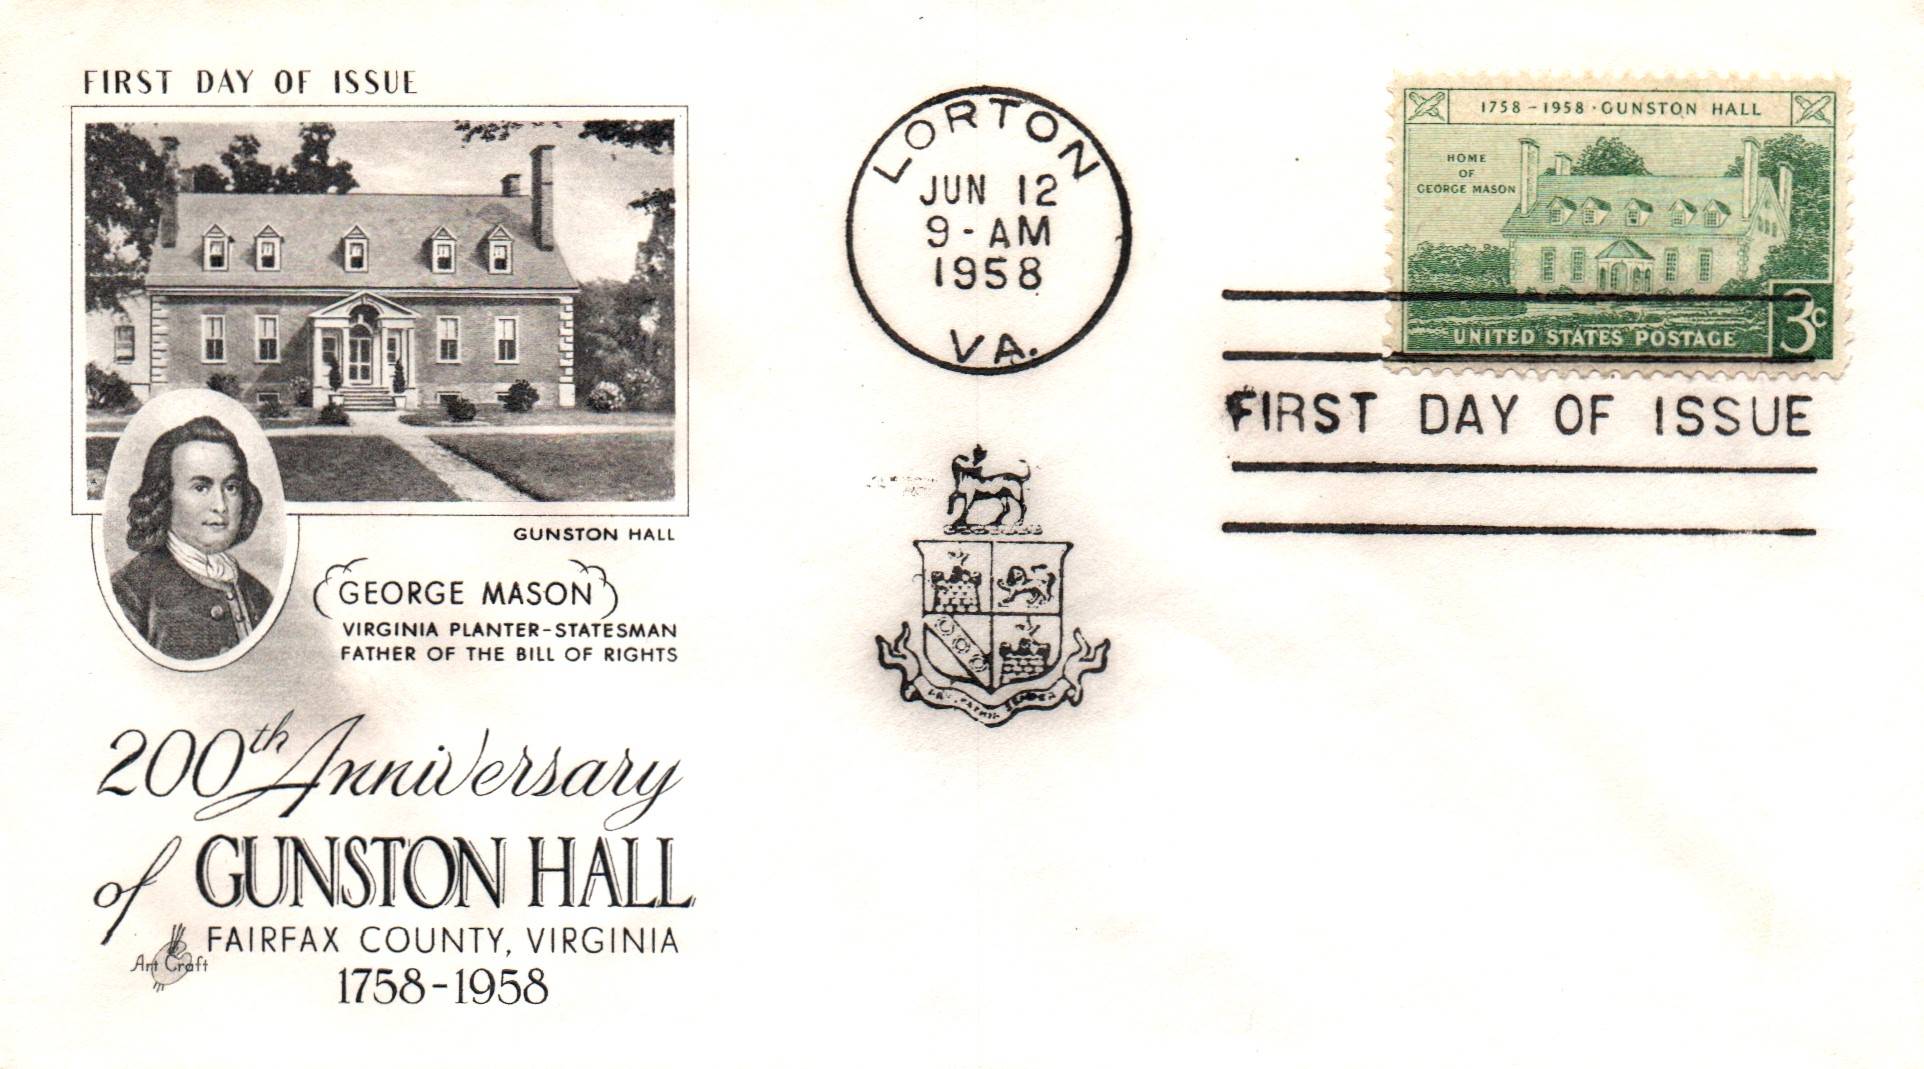 FIRST DAY OF ISSUE
GUNSTON HALL
GEORGE MASON
VIRGINIA PLANTER-STATESMAN
FATHER OF THE BILL OF RIGHTS
200th Anniversary
of GUNSTON HALL
FAIRFAX COUNTY, VIRGINIA
1758-1958
Art Craft
LORTON
JUN 12
9-AM
1958
VA.
1758-1958·GUNSTON HALL
HOME
OF
GEORGE MASON
UNITED STATES POSTAGE
3c
FIRST DAY OF ISSUE